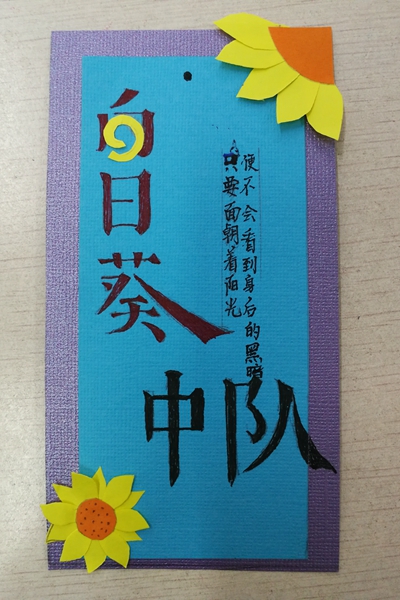 向日葵
中队
只要面朝着阳光
便不会看到身后的黑暗